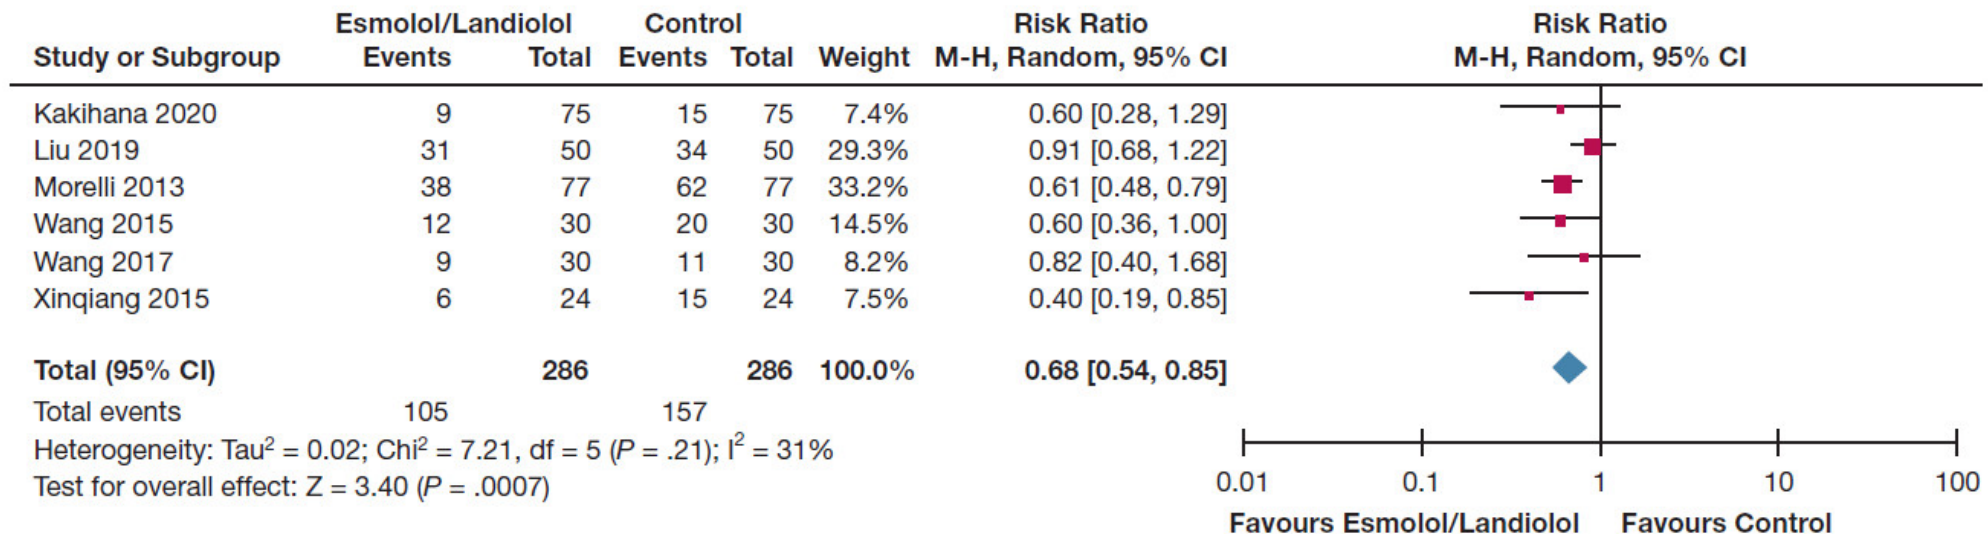 Esmolol/Landiolol Control Risk Ratio Risk Ratio
Study or Subgroup Events Total Events Total Weight M-H, Random, 95% CI M-H, Random, 95% CI
Kakihana 2020 9 75 15 75 7.4% 0.60 [0.28, 1.29]
Liu 2019 31 50 34 50 29.3% 0.91 [0.68, 1.22]
Morelli 2013 38 77 62 77 33.2% 0.61 [0.48, 0.79]
Wang 2015 12 30 20 30 14.5% 0.60 [0.36, 1.00]
Wang 2017 9 30 11 30 8.2% 0.82 [0.40, 1.68]
Xinqiang 2015 6 24 15 24 7.5% 0.40 [0.19, 0.85]
Total (95% CI) 286 286 100.0% 0.68 [0.54, 0.85]
Total events 105 157
Heterogeneity: Tau² = 0.02; Chi² = 7.21, df = 5 (P = .21); I² = 31%
Test for overall effect: Z = 3.40 (P = .0007)
0.01 0.1 1 10 100
Favours Esmolol/Landiolol Favours Control